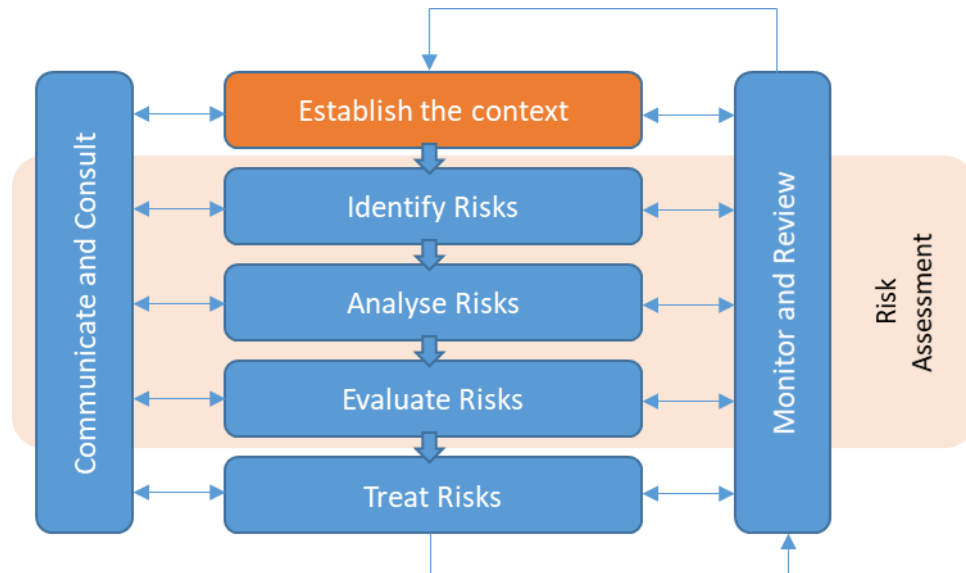 Establish the context
Identify Risks
Analyse Risks
Evaluate Risks
Treat Risks
Communicate and Consult
Monitor and Review
Risk
Assessment